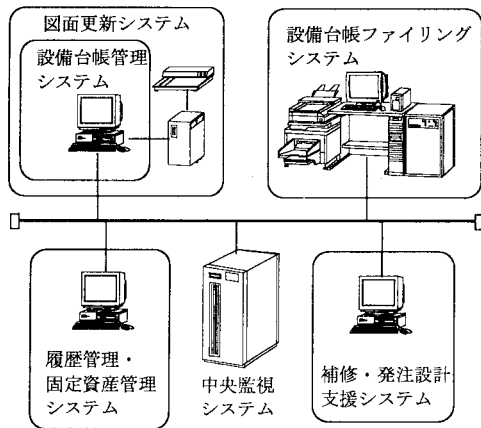 図面更新システム
設備台帳管理
システム
設備台帳ファイリング
システム
履歴管理・
固定資産管理
システム
中央監視
システム
補修・発注設計
支援システム